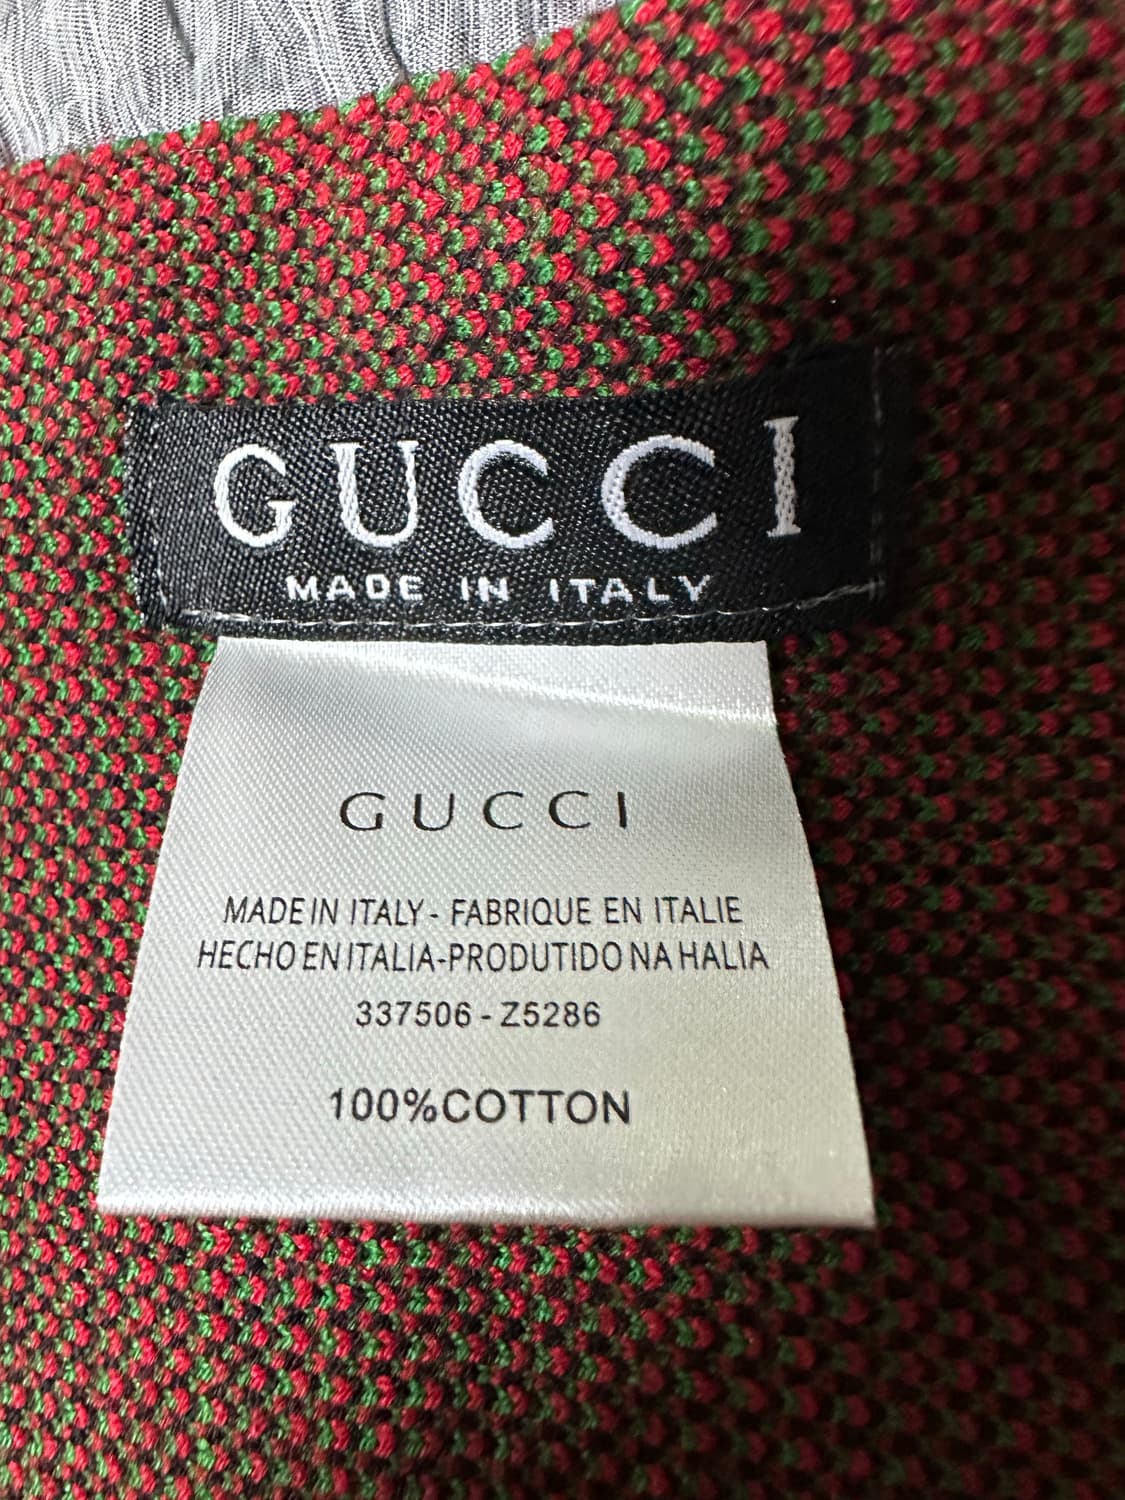 GUCCI
MADE IN ITALY
GUCCI
MADE IN ITALY - FABRIQUE EN ITALIE
HECHO EN ITALIA-PRODUTIDO NA HALIA
337506 - Z5286
100%COTTON